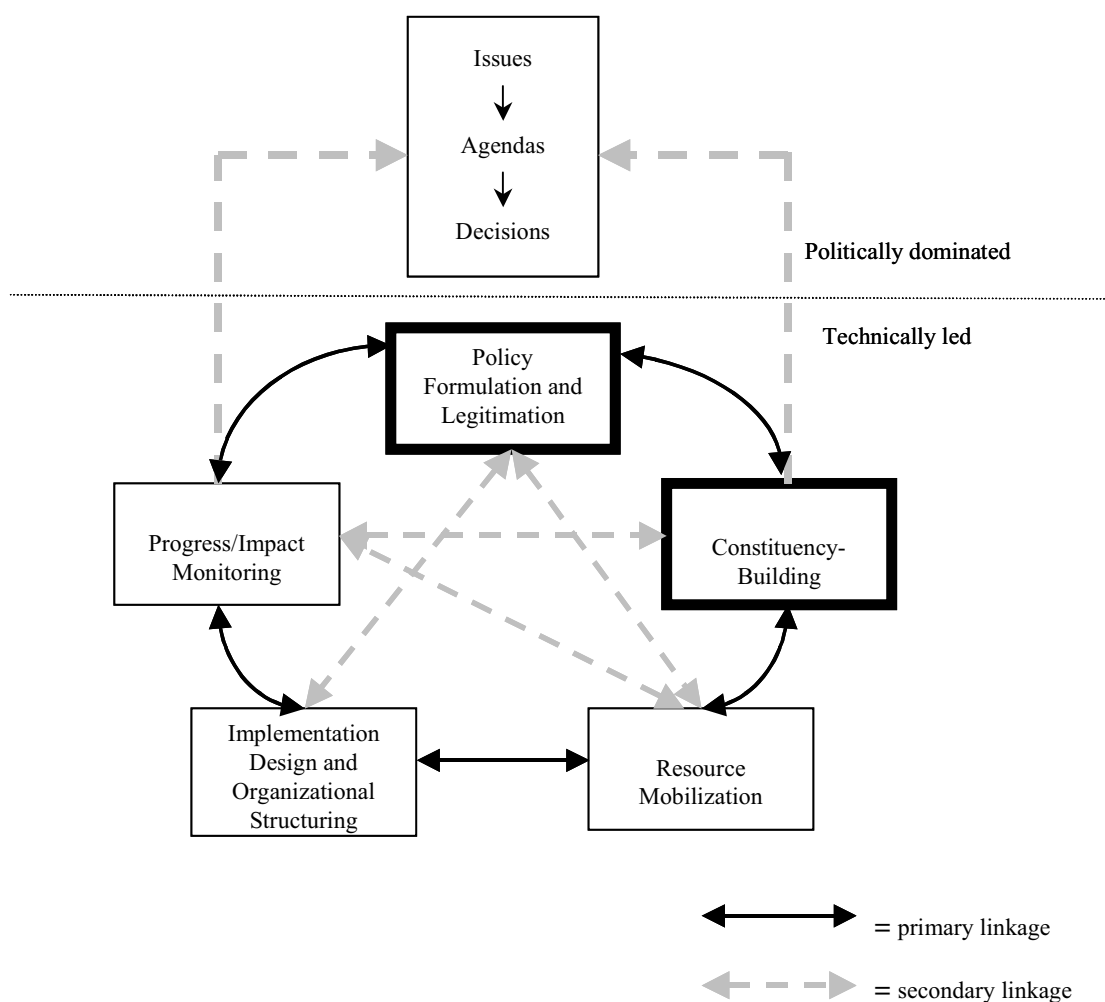 Issues
Agendas
Decisions
Politically dominated
Technically led
Policy
Formulation and
Legitimation
Progress/Impact
Monitoring
Constituency-
Building
Implementation
Design and
Organizational
Structuring
Resource
Mobilization
= primary linkage
= secondary linkage